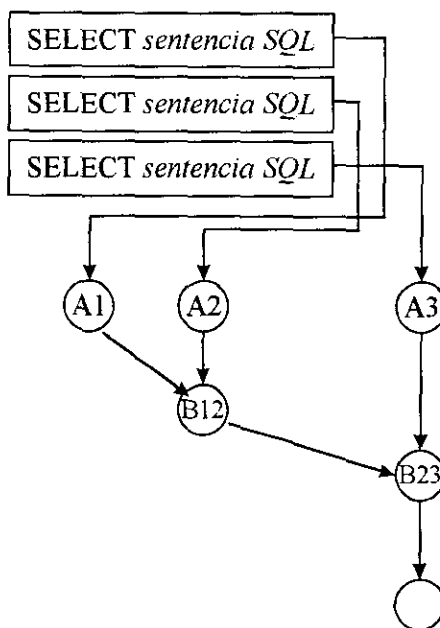 SELECT sentencia SQL
SELECT sentencia SQL
SELECT sentencia SQL
A1 A2 A3
B12
B23